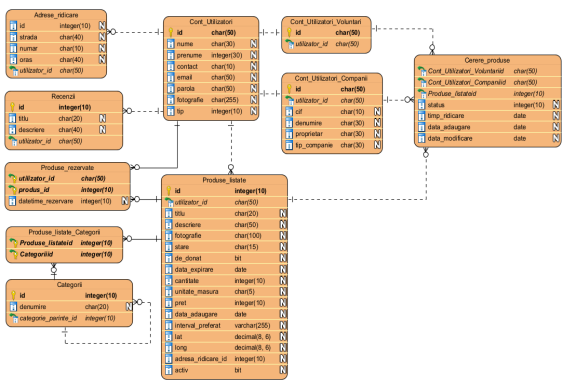 Adrese_ridicare
id integer(10) N
strada char(40) N
numar char(10) N
oras char(40) N
utilizator_id char(50)
Cont_Utilizatori
id char(50)
nume char(30) N
prenume integer(30) N
contact char(10) N
email char(50) N
parola char(50) N
fotografie char(255) N
tip integer(10) N
Cont_Utilizatori_Voluntari
id char(50)
utilizator_id char(50)
Cont_Utilizatori_Companii
id char(50)
utilizator_id char(50)
cif char(10) N
denumire char(30) N
proprietar char(30) N
tip_companie char(30) N
Cerere_produse
Cont_Utilizatori_Voluntariid char(50)
Cont_Utilizatori_Companiiid char(50)
Produse_listateid integer(10)
status integer(10) N
timp_ridicare date N
data_adaugare date N
data_modificare date N
Recenzii
id integer(10)
titlu char(20) N
descriere char(40) N
utilizator_id char(50)
Produse_rezervate
utilizator_id char(50)
produs_id integer(10)
datetime_rezervare integer(10) N
Produse_listate
id integer(10)
utilizator_id char(50)
titlu char(20) N
descriere char(50) N
fotografie char(100) N
stare char(15) N
de_donat bit N
data_expirare date N
cantitate integer(10) N
unitate_masura char(5) N
pret integer(10) N
data_adaugare date N
interval_preferat varchar(255) N
lat decimal(8, 6) N
long decimal(8, 6) N
adresa_ridicare_id integer(10) N
activ bit N
Produse_listate_Categorii
Produse_listateid integer(10)
Categoriiid integer(10)
Categorii
id integer(10)
denumire char(20) N
categorie_parinte_id integer(10)